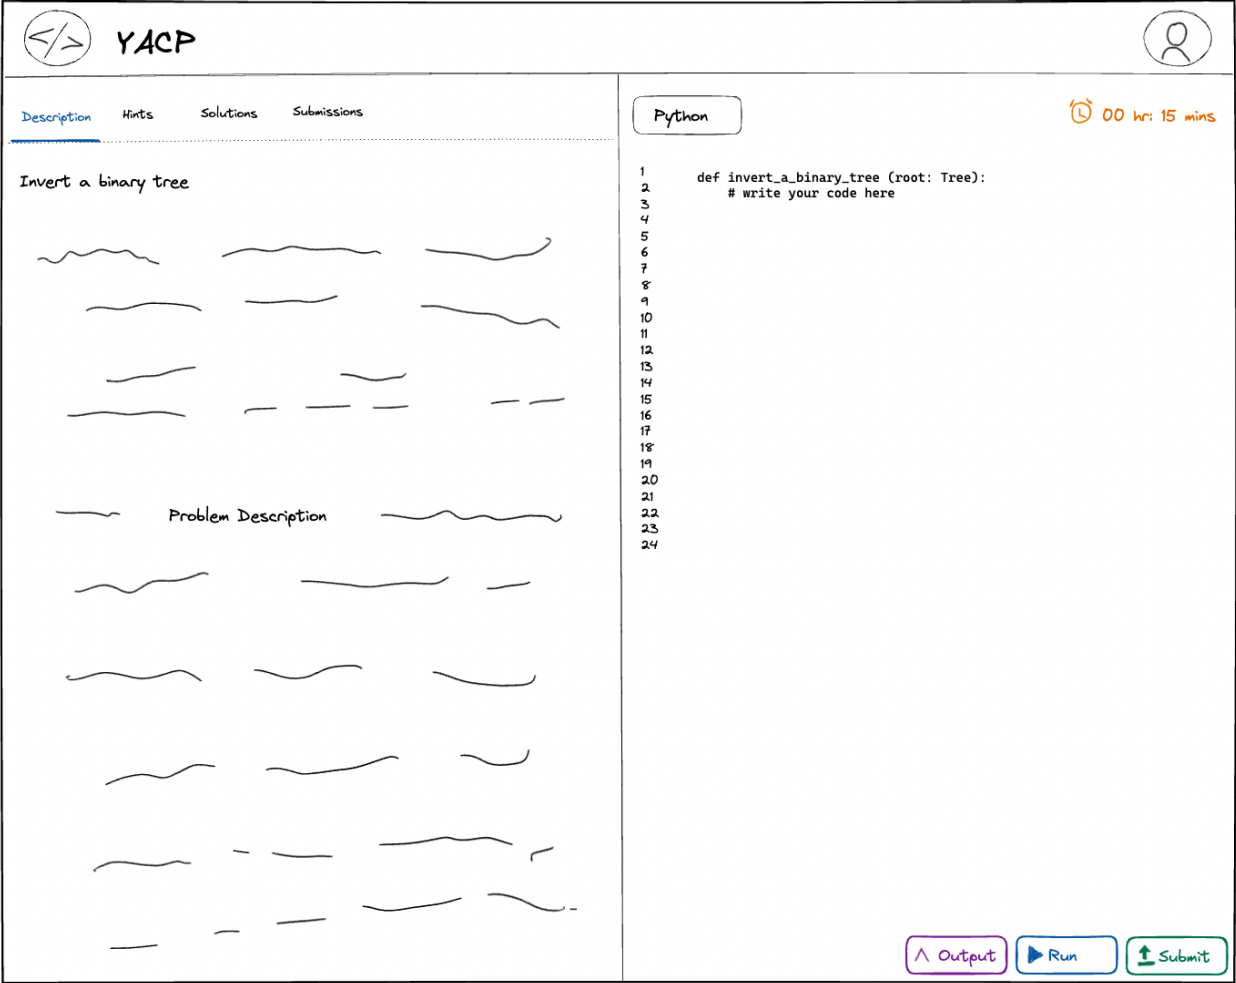 </> YACP
Description Hints Solutions Submissions
Invert a binary tree
Problem Description
Python
00 hr: 15 mins
1 def invert_a_binary_tree (root: Tree):
2 # write your code here
3
4
5
6
7
8
9
10
11
12
13
14
15
16
17
18
19
20
21
22
23
24
Output Run Submit